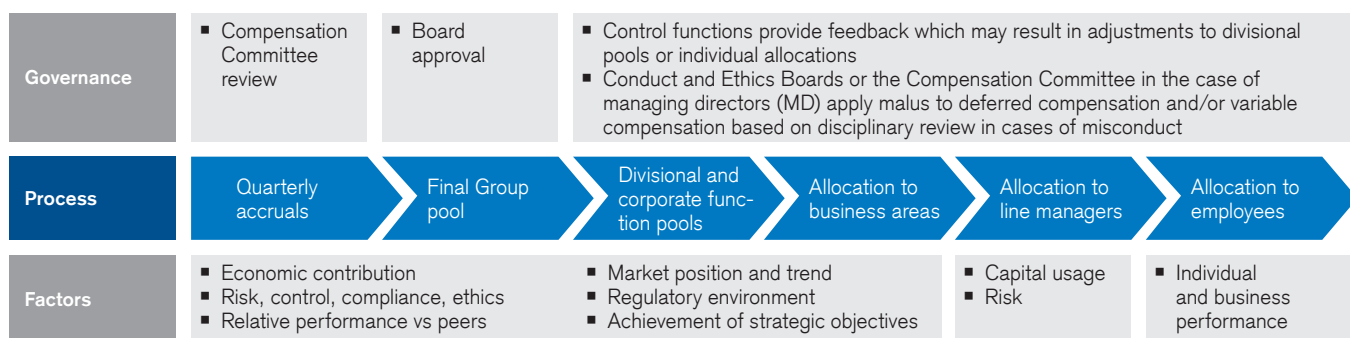 Governance
▪ Compensation
Committee
review
▪ Board
approval
▪ Control functions provide feedback which may result in adjustments to divisional
pools or individual allocations
▪ Conduct and Ethics Boards or the Compensation Committee in the case of
managing directors (MD) apply malus to deferred compensation and/or variable
compensation based on disciplinary review in cases of misconduct
Process
Quarterly
accruals
Final Group
pool
Divisional and
corporate func-
tion pools
Allocation to
business areas
Allocation to
line managers
Allocation to
employees
Factors
▪ Economic contribution
▪ Risk, control, compliance, ethics
▪ Relative performance vs peers
▪ Market position and trend
▪ Regulatory environment
▪ Achievement of strategic objectives
▪ Capital usage
▪ Risk
▪ Individual
and business
performance